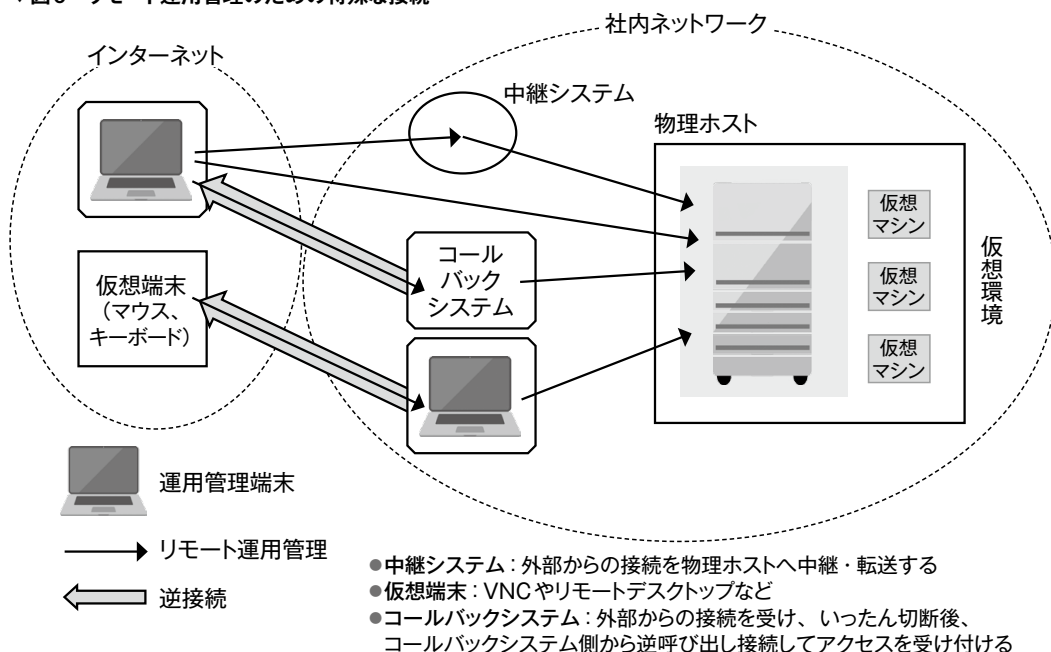 社内ネットワーク
インターネット
中継システム
物理ホスト
仮想
マシン
コール
バック
システム
仮想
マシン
仮想環境
仮想端末
（マウス、
キーボード）
仮想
マシン
運用管理端末
リモート運用管理
逆接続
●中継システム：外部からの接続を物理ホストへ中継・転送する
●仮想端末：VNCやリモートデスクトップなど
●コールバックシステム：外部からの接続を受け、いったん切断後、
コールバックシステム側から逆呼び出し接続してアクセスを受け付ける